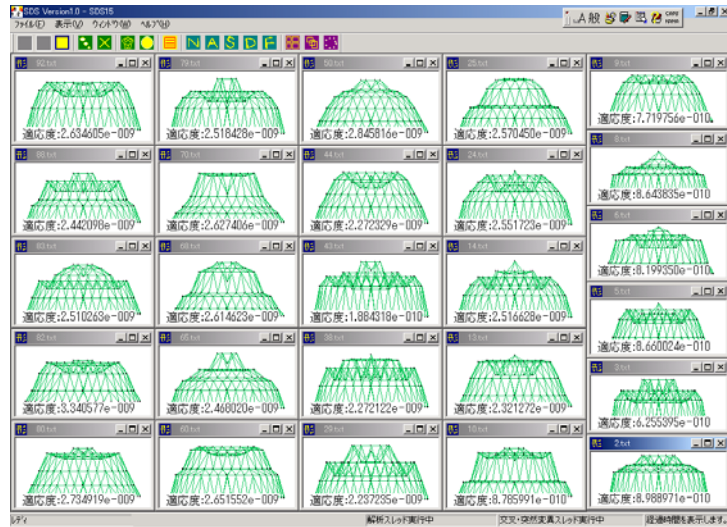 SDS Version1.0 - SDS15
ファイル(F) 表示(V) ウィンドウ(W) ヘルプ(H)
A 般
CAPS
KANA
N A S D F
92.txt
適応度:2.634605e-009
79.txt
適応度:2.518428e-009
50.txt
適応度:2.845816e-009
25.txt
適応度:2.570450e-009
9.txt
適応度:7.719756e-010
88.txt
適応度:2.442098e-009
70.txt
適応度:2.627406e-009
44.txt
適応度:2.272329e-009
24.txt
適応度:2.551723e-009
適応度:8.643835e-010
83.txt
適応度:2.510263e-009
68.txt
適応度:2.614623e-009
43.txt
適応度:1.884318e-010
14.txt
適応度:2.516628e-009
6.txt
適応度:8.199350e-010
5.txt
適応度:8.660024e-010
82.txt
適応度:3.340577e-009
65.txt
適応度:2.468020e-009
38.txt
適応度:2.272122e-009
13.txt
適応度:2.321272e-009
3.txt
適応度:6.255395e-010
80.txt
適応度:2.734919e-009
60.txt
適応度:2.651552e-009
29.txt
適応度:2.237235e-009
10.txt
適応度:8.785991e-010
2.txt
適応度:8.988971e-010
レディ
解析スレッド実行中
交叉・突然変異スレッド実行中
経過時間を表示します。